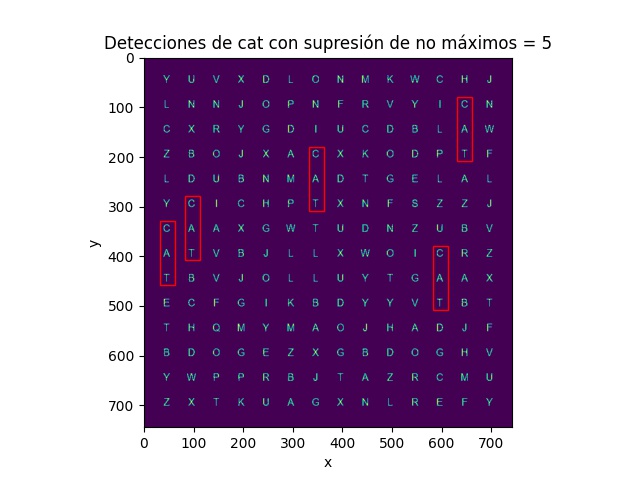 Detecciones de cat con supresión de no máximos = 5
0
Y U V X D L O N M K W C H J
100
L N N J O P N F R V Y I C N
C X R Y G D I U C D B L A W
200
Z B O J X A C X K O D P T F
L D U B N M A D T G E L A L
300
Y C I C H P T X N F S Z Z J
C A A X G W T U D N Z U B V
400
A T V B J L L X W O I C R Z
T B V J O L L U Y T G A A X
500
E C F G I K B D Y Y V T B T
T H Q M Y M A O J H A D J F
600
B D O G E Z X G B D O G H V
Y W P P R B J T A Z R C M U
700
Z X T K U A G X N L R E F Y
y
0 100 200 300 400 500 600 700
x